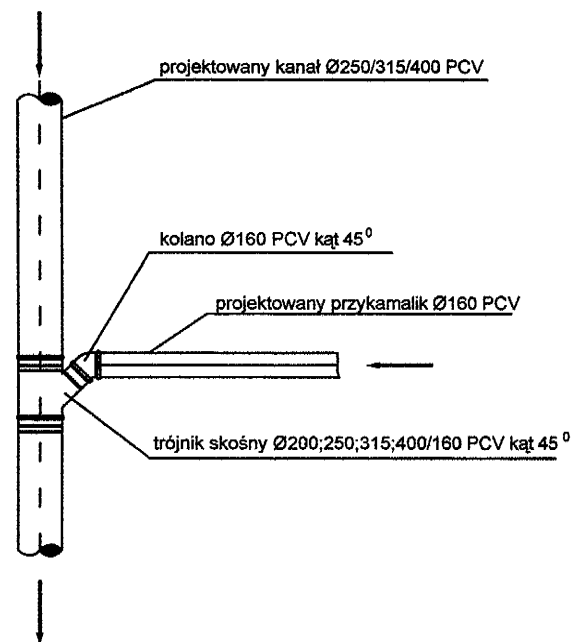 projektowany kanał Ø250/315/400 PCV
kolano Ø160 PCV kąt 45⁰
projektowany przykamalik Ø160 PCV
trójnik skośny Ø200;250;315;400/160 PCV kąt 45⁰